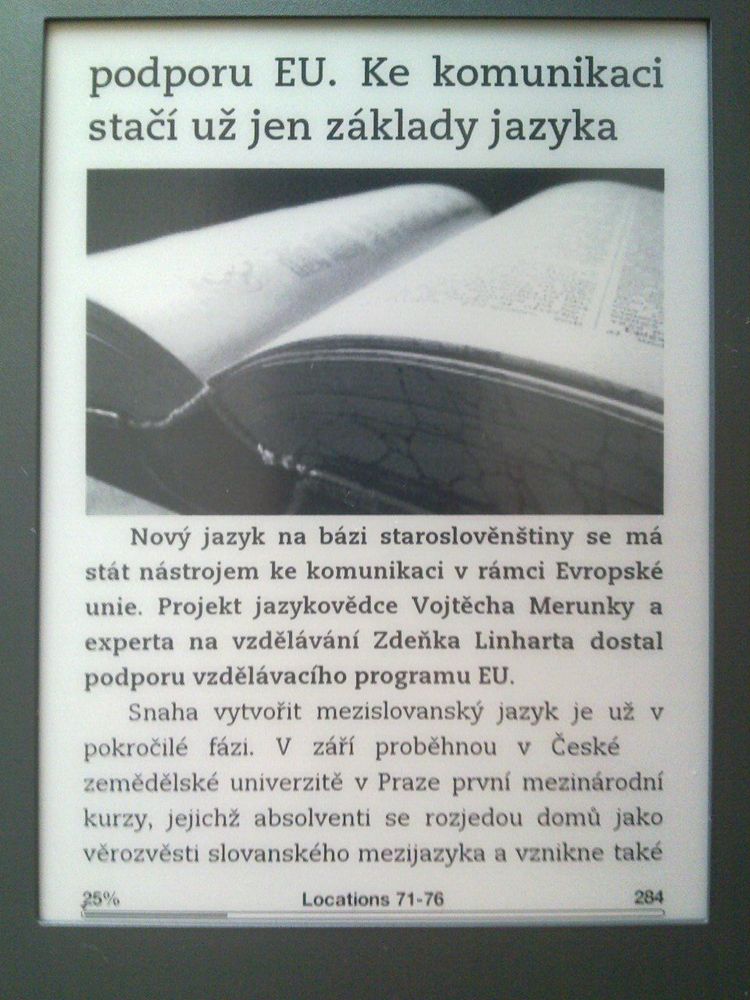 podporu EU. Ke komunikaci
stačí už jen základy jazyka
Nový jazyk na bázi staroslověnštiny se má
stát nástrojem ke komunikaci v rámci Evropské
unie. Projekt jazykovědce Vojtěcha Merunky a
experta na vzdělávání Zdeňka Linharta dostal
podporu vzdělávacího programu EU.
Snaha vytvořit mezislovanský jazyk je už v
pokročilé fázi. V září proběhnou v České
zemědělské univerzitě v Praze první mezinárodní
kurzy, jejichž absolventi se rozjedou domů jako
věrozvěsti slovanského mezijazyka a vznikne také
25% Locations 71-76 284